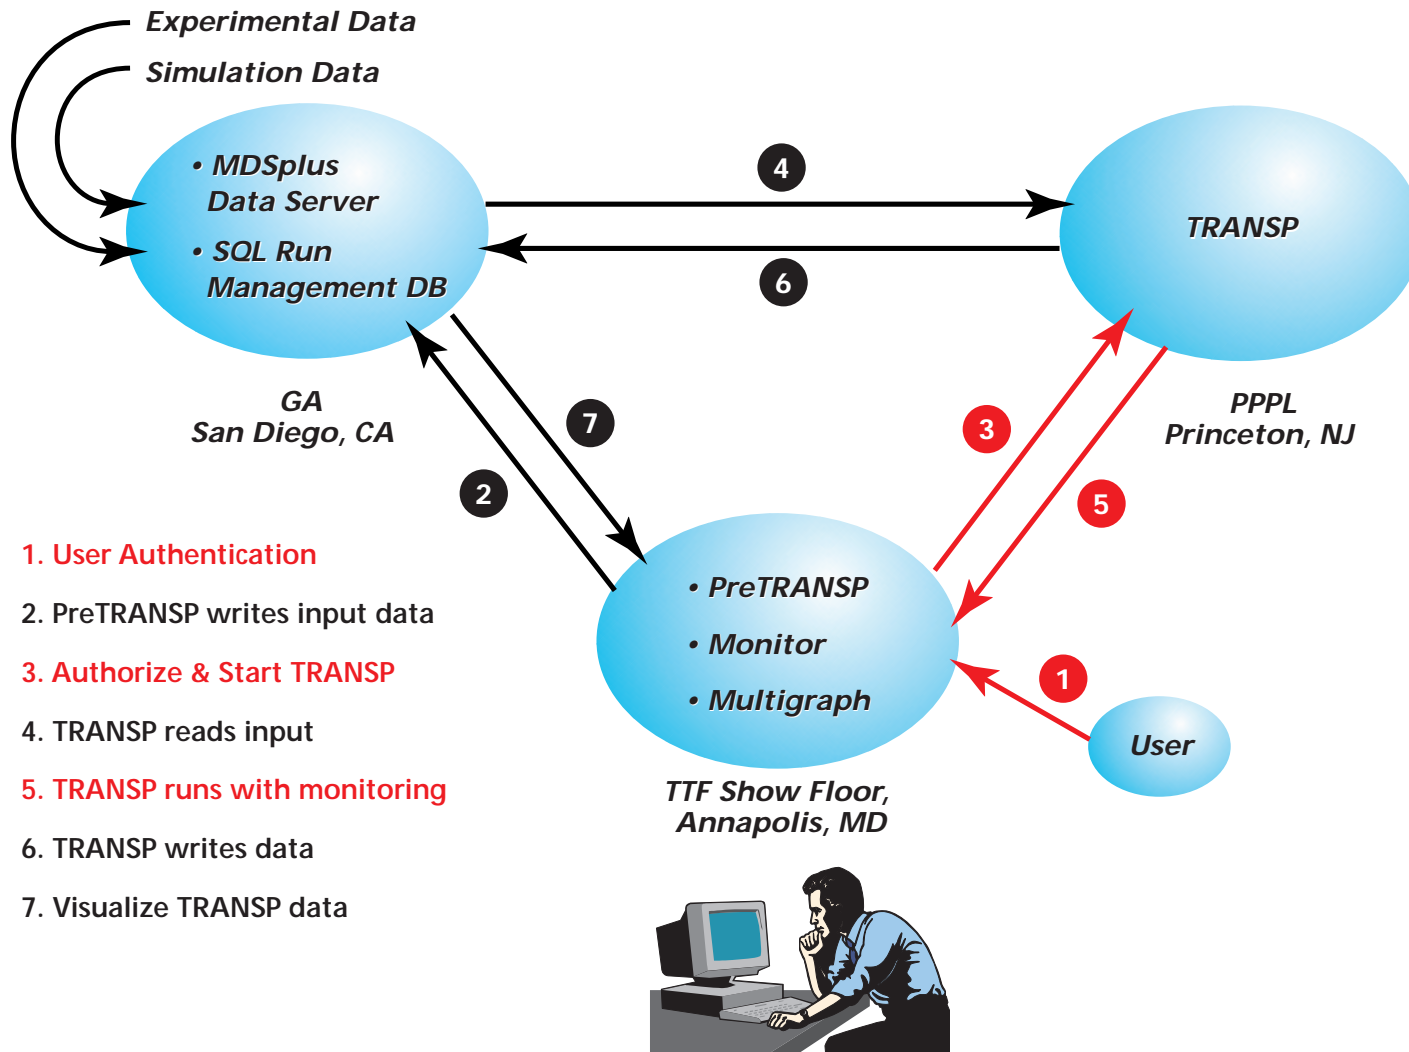 Experimental Data
Simulation Data
• MDSplus
Data Server
• SQL Run
Management DB
4
6
TRANSP
GA
San Diego, CA
PPPL
Princeton, NJ
7
2
3
5
1. User Authentication
2. PreTRANSP writes input data
3. Authorize & Start TRANSP
4. TRANSP reads input
5. TRANSP runs with monitoring
6. TRANSP writes data
7. Visualize TRANSP data
• PreTRANSP
• Monitor
• Multigraph
1
User
TTF Show Floor,
Annapolis, MD